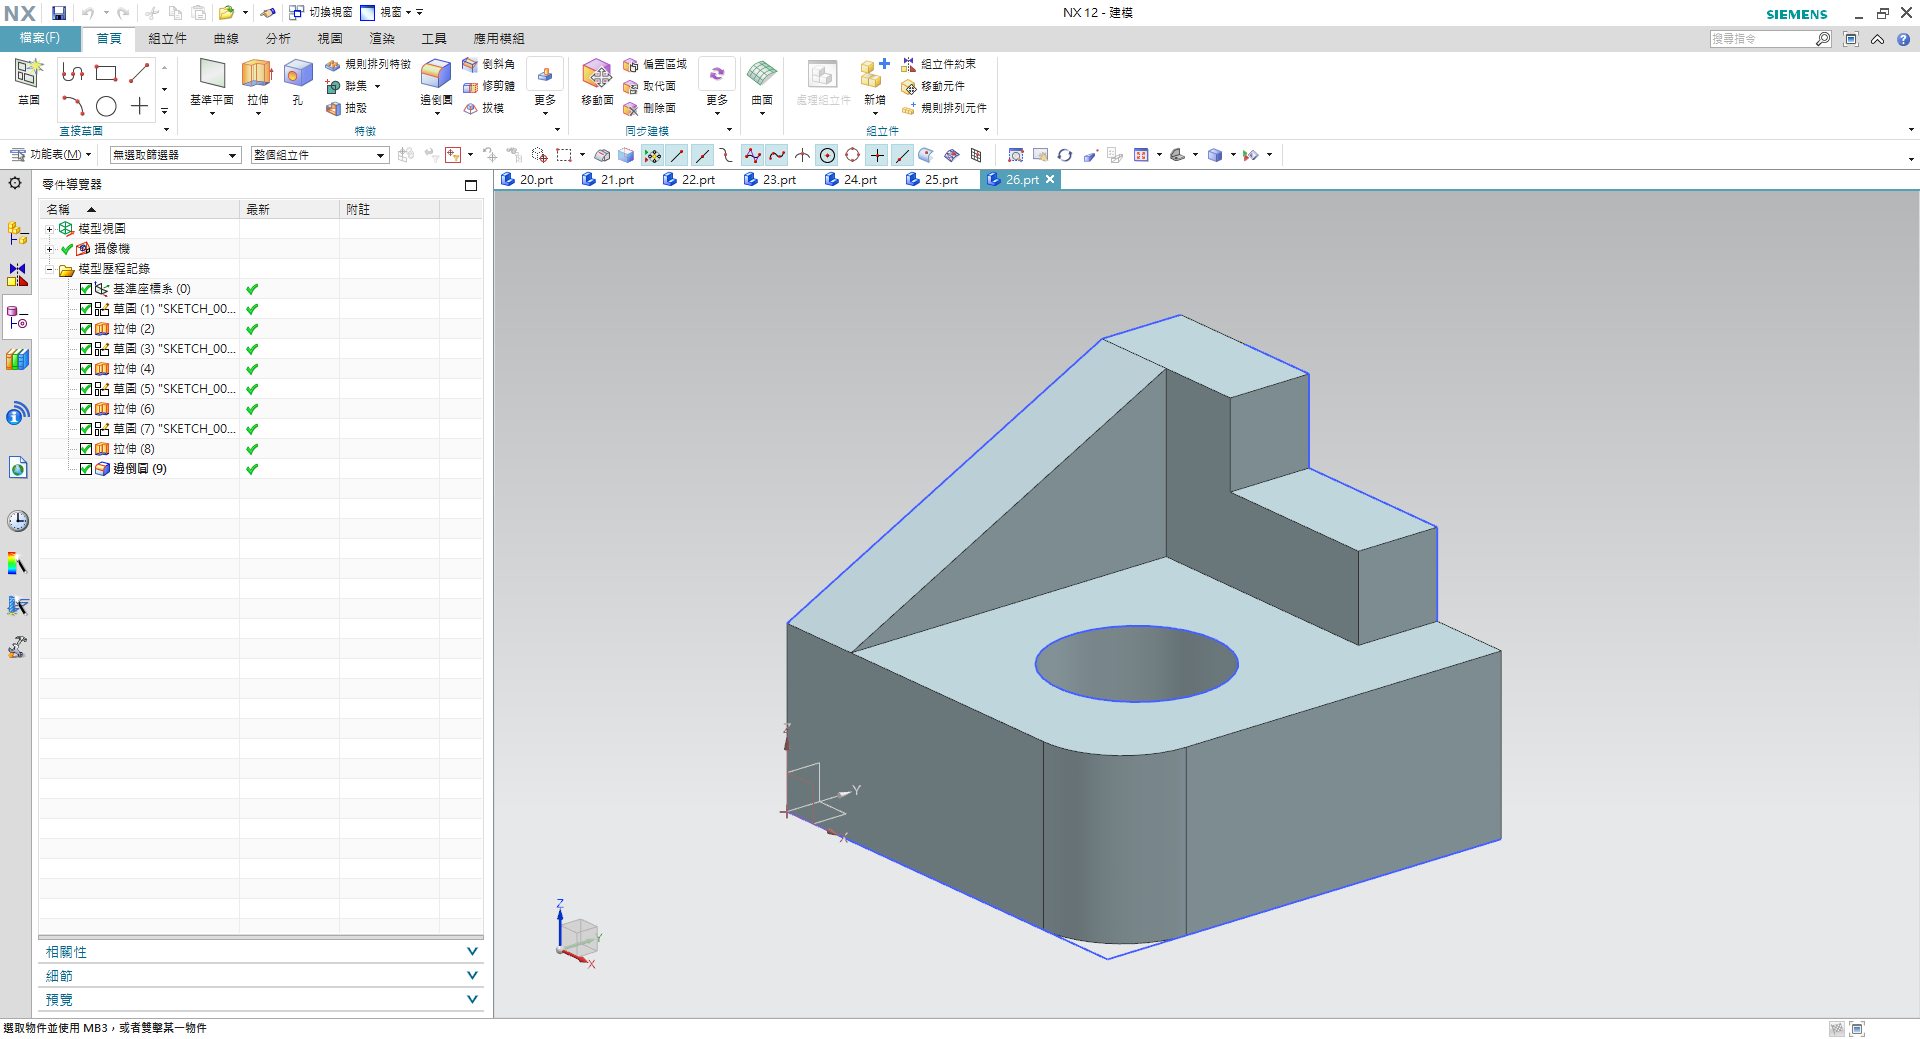 NX 切換視窗 視窗 NX 12 - 建模 SIEMENS
檔案(F) 首頁 組立件 曲線 分析 視圖 渲染 工具 應用模組 搜尋指令
草圖 基準平面 拉伸 孔 規則排列特徵 聯集 抽殼 邊倒圓 倒斜角 修剪體 拔模 更多 移動面 偏置區域 取代面 刪除面 更多 曲面 處理組立件 新增 組立件約束 移動元件 規則排列元件
直接草圖 特徵 同步建模 組立件
功能表(M) 無選取篩選器 整個組立件
零件導覽器
20.prt 21.prt 22.prt 23.prt 24.prt 25.prt 26.prt
名稱 最新 附註
模型視圖
攝像機
模型歷程記錄
基準座標系 (0)
草圖 (1) "SKETCH_00...
拉伸 (2)
草圖 (3) "SKETCH_00...
拉伸 (4)
草圖 (5) "SKETCH_00...
拉伸 (6)
草圖 (7) "SKETCH_00...
拉伸 (8)
邊倒圓 (9)
Z
Y
X
Z
Y
X
相關性
細節
預覽
選取物件並使用 MB3，或者雙擊某一物件